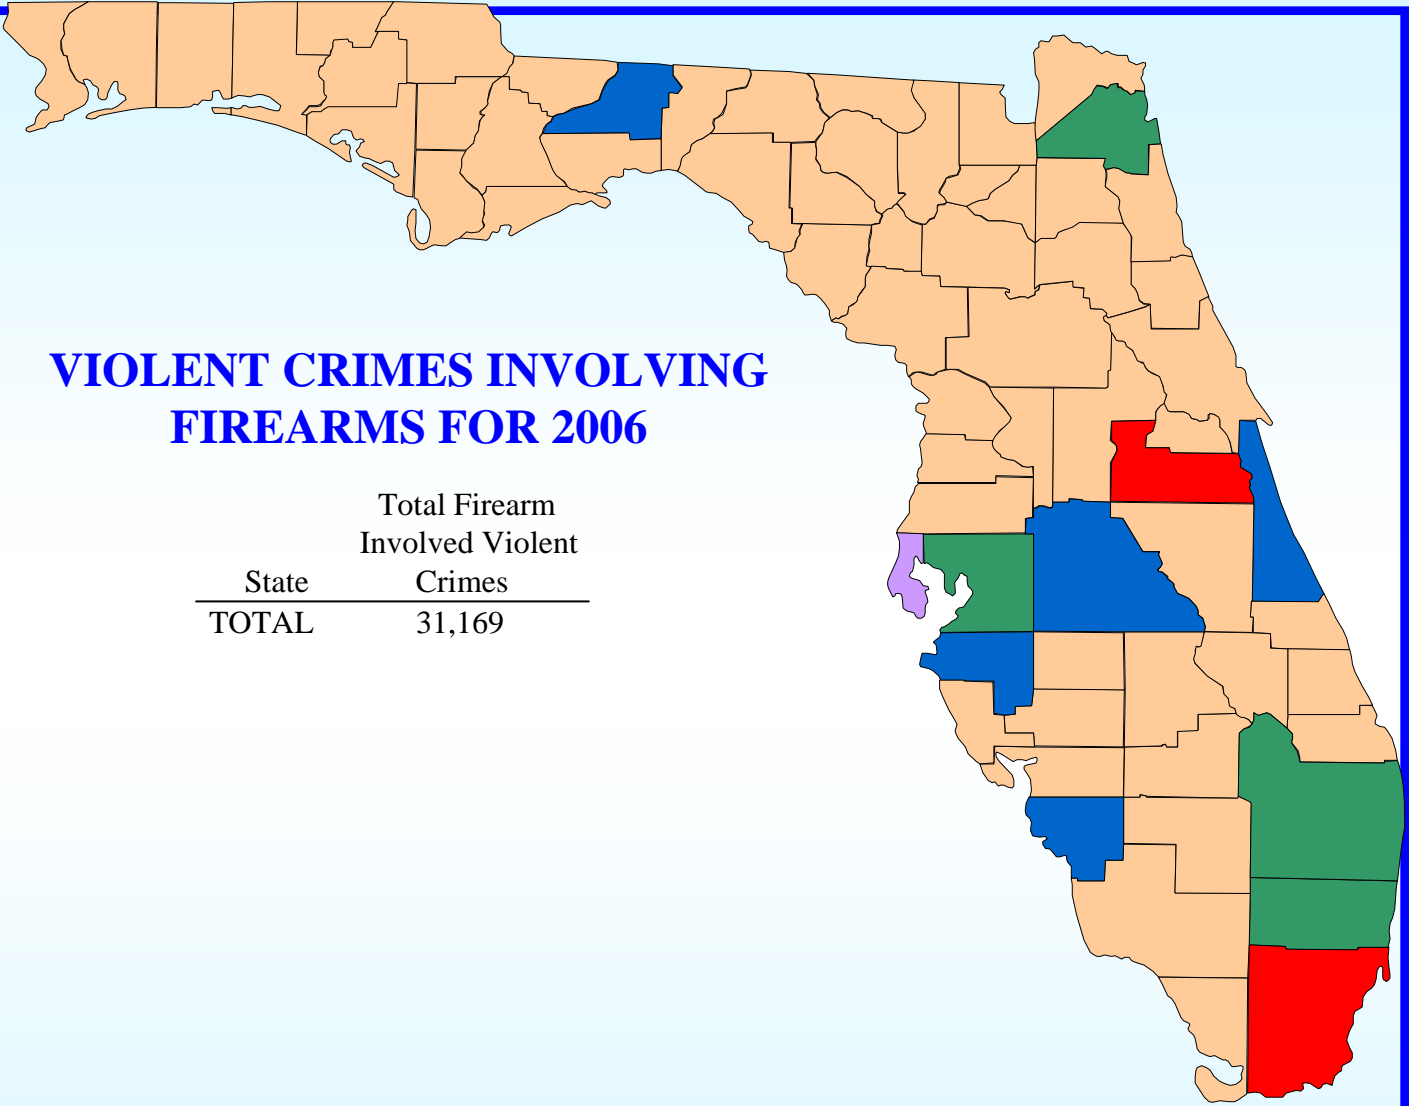 VIOLENT CRIMES INVOLVING
FIREARMS FOR 2006
Total Firearm
Involved Violent
State Crimes
TOTAL 31,169